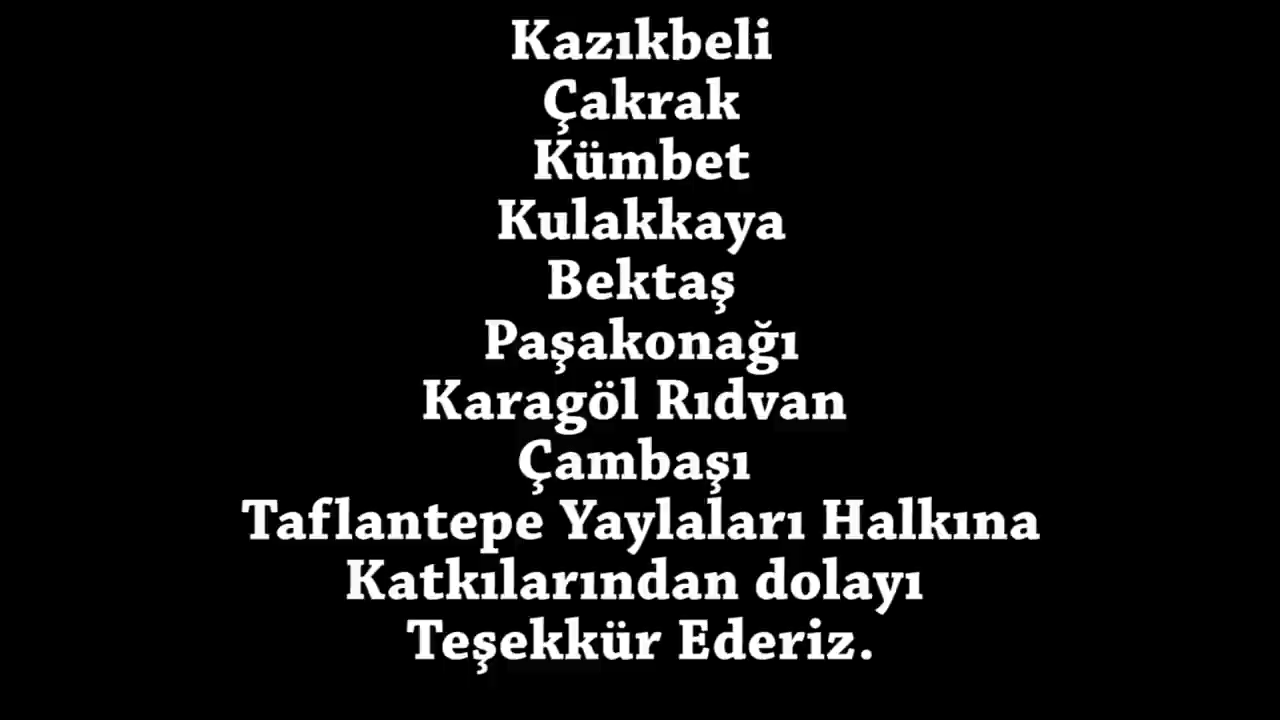 Kazıkbeli
Çakrak
Kümbet
Kulakkaya
Bektaş
Paşakonağı
Karagöl Rıdvan
Çambaşı
Taflantepe Yaylaları Halkına
Katkılarından dolayı
Teşekkür Ederiz.